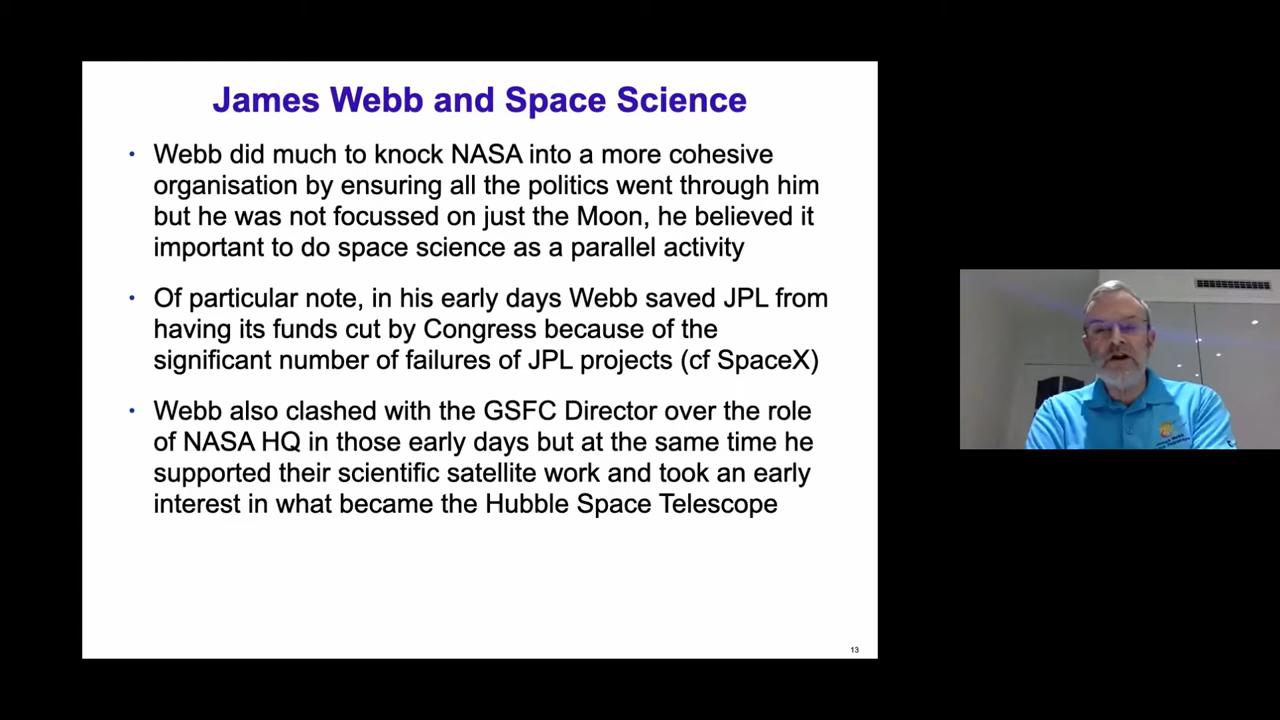 James Webb and Space Science
• Webb did much to knock NASA into a more cohesive
organisation by ensuring all the politics went through him
but he was not focussed on just the Moon, he believed it
important to do space science as a parallel activity
• Of particular note, in his early days Webb saved JPL from
having its funds cut by Congress because of the
significant number of failures of JPL projects (cf SpaceX)
• Webb also clashed with the GSFC Director over the role
of NASA HQ in those early days but at the same time he
supported their scientific satellite work and took an early
interest in what became the Hubble Space Telescope
13